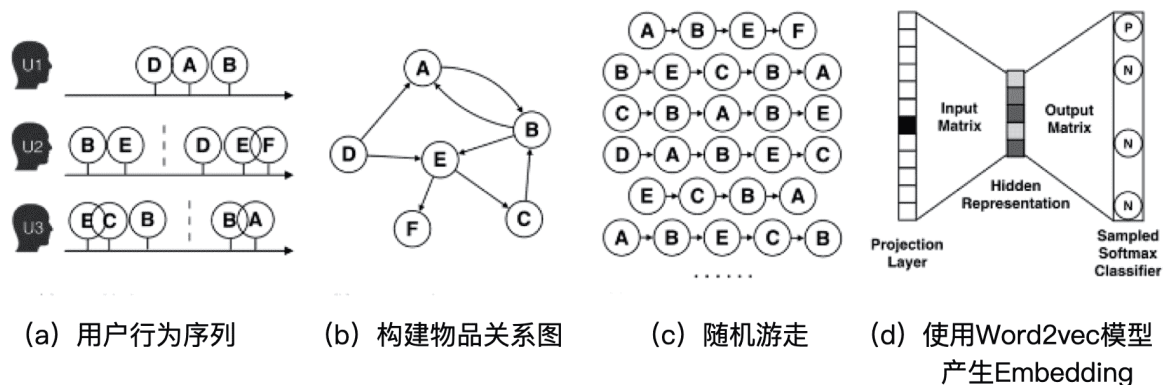 U1
D A B
U2
B E D E F
U3
E C B B A
(a) 用户行为序列
A
B
D
E
F
C
(b) 构建物品关系图
A B E F
B E C B A
C B A B E
D A B E C
E C B A
A B E C B
......
(c) 随机游走
Input
Matrix
Output
Matrix
Hidden
Representation
Projection
Layer
P
N
N
N
Sampled
Softmax
Classifier
(d) 使用Word2vec模型
产生Embedding